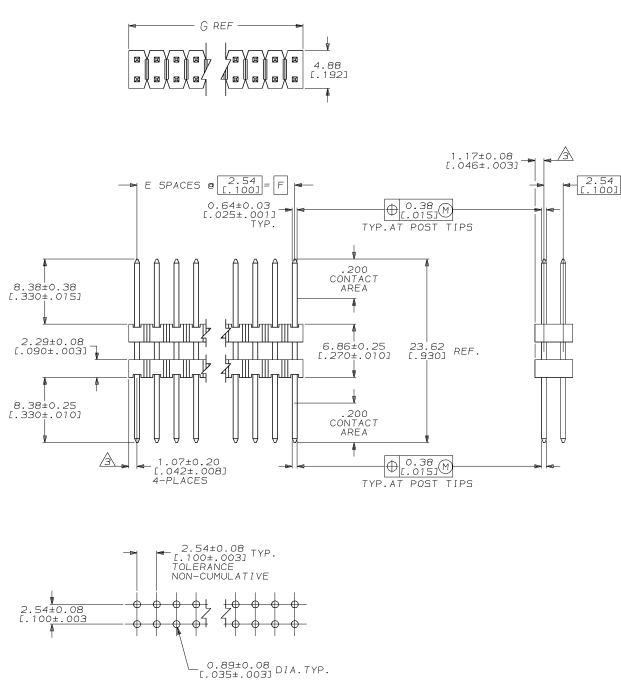 G REF
4.88
[.192]
1.17±0.08
[.046±.003]
3
E SPACES @ 2.54 = F
[.100]
2.54
[.100]
0.64±0.03
[.025±.001]
TYP.
0.38 M
[.015]
TYP.AT POST TIPS
8.38±0.38
[.330±.015]
.200
CONTACT
AREA
2.29±0.08
[.090±.003]
6.86±0.25
[.270±.010]
23.62 REF.
[.930]
8.38±0.25
[.330±.010]
.200
CONTACT
AREA
3
1.07±0.20
[.042±.008]
4-PLACES
0.38 M
[.015]
TYP.AT POST TIPS
2.54±0.08 TYP.
[.100±.003]
TOLERANCE
NON-CUMULATIVE
2.54±0.08
[.100±.003
0.89±0.08 DIA.TYP.
[.035±.003]